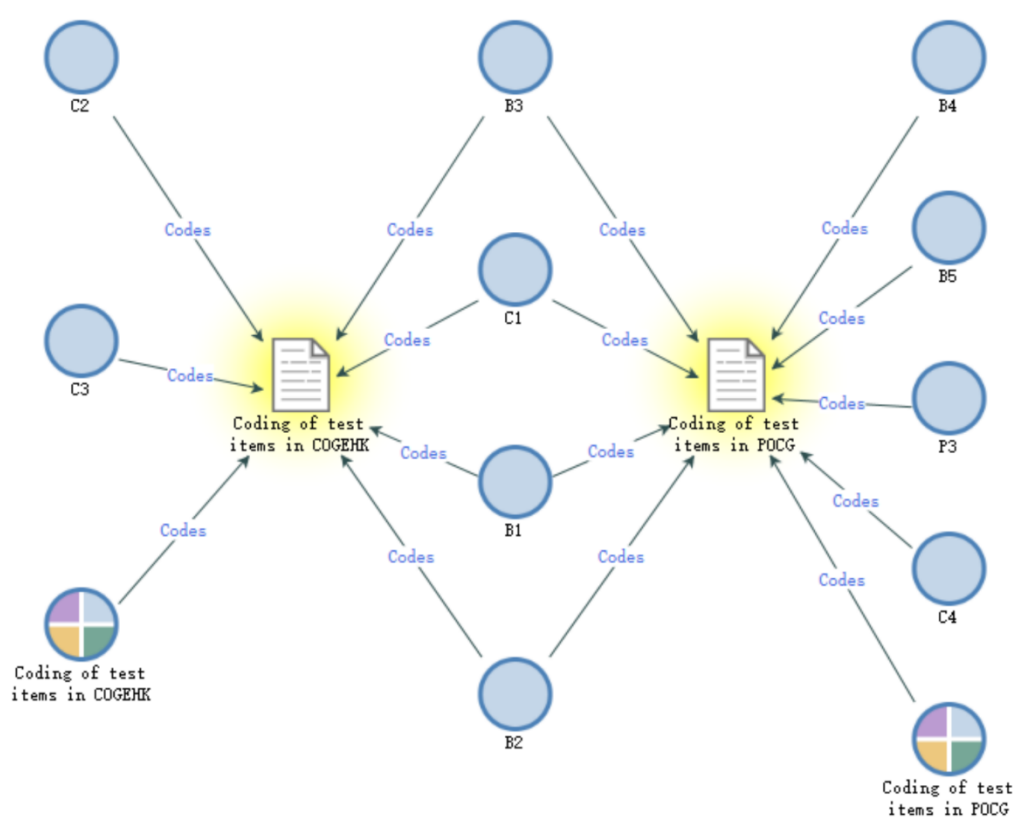 C2
B3
B4
Codes
Codes
Codes
Codes
B5
C1
Codes
Codes
Codes
C3
Codes
Codes
P3
Coding of test
items in COGEHK
Coding of test
items in POCG
Codes
Codes
Codes
B1
Codes
Codes
Codes
Codes
C4
Coding of test
items in COGEHK
B2
Coding of test
items in POCG